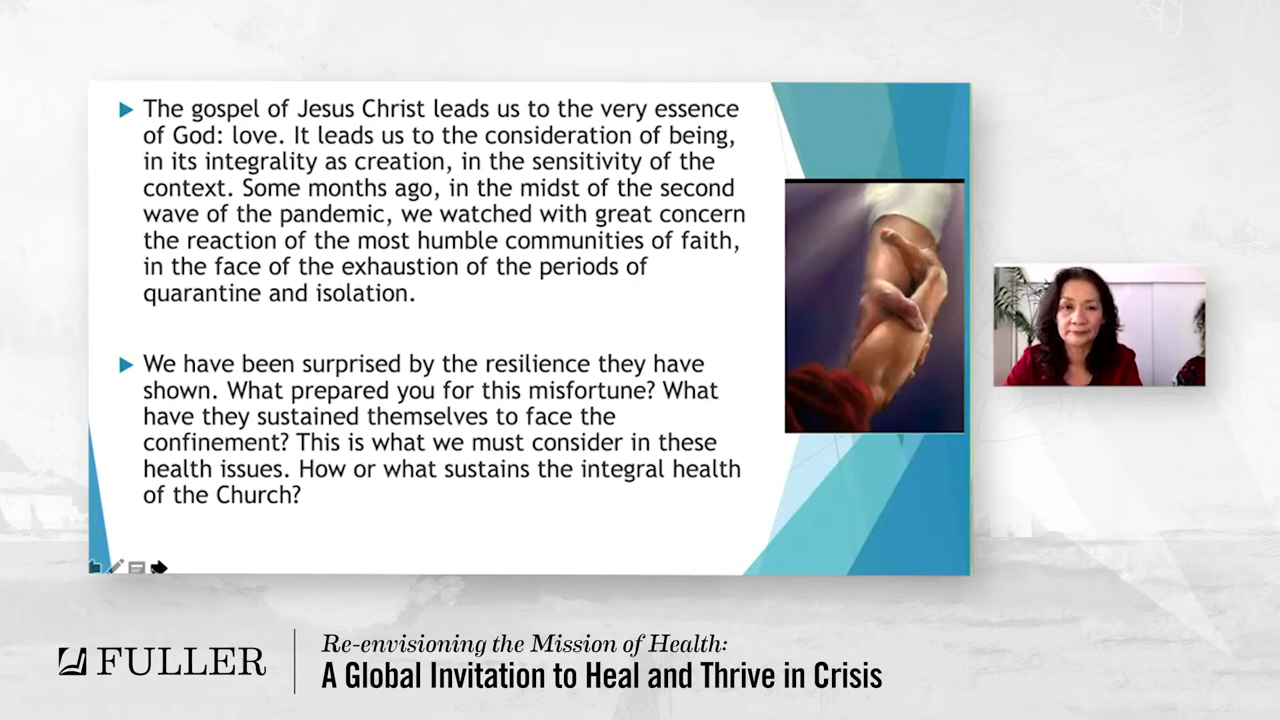 The gospel of Jesus Christ leads us to the very essence
of God: love. It leads us to the consideration of being,
in its integrality as creation, in the sensitivity of the
context. Some months ago, in the midst of the second
wave of the pandemic, we watched with great concern
the reaction of the most humble communities of faith,
in the face of the exhaustion of the periods of
quarantine and isolation.
We have been surprised by the resilience they have
shown. What prepared you for this misfortune? What
have they sustained themselves to face the
confinement? This is what we must consider in these
health issues. How or what sustains the integral health
of the Church?
FULLER
Re-envisioning the Mission of Health:
A Global Invitation to Heal and Thrive in Crisis